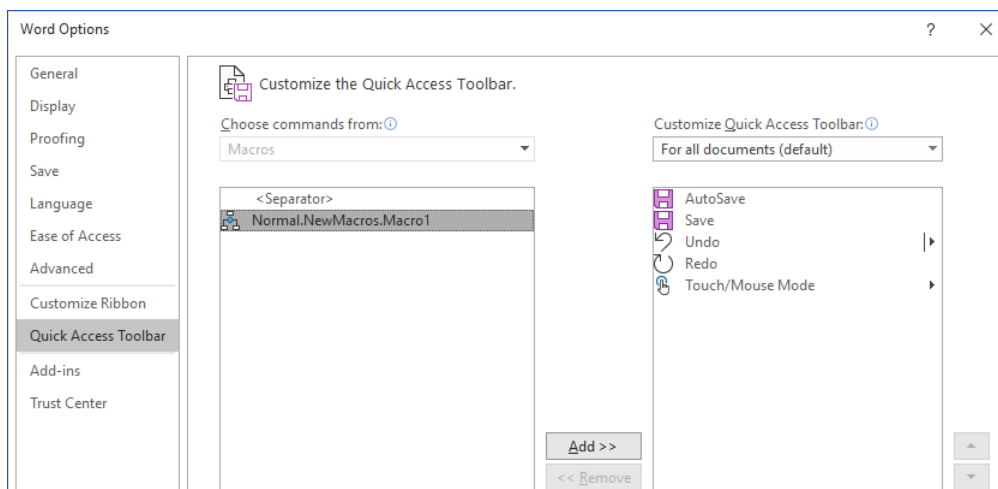 Word Options
?
General
Display
Proofing
Save
Language
Ease of Access
Advanced
Customize Ribbon
Quick Access Toolbar
Add-ins
Trust Center
Customize the Quick Access Toolbar.
Choose commands from:
Macros
<Separator>
Normal.NewMacros.Macro1
Add >>
<< Remove
Customize Quick Access Toolbar:
For all documents (default)
AutoSave
Save
Undo
Redo
Touch/Mouse Mode